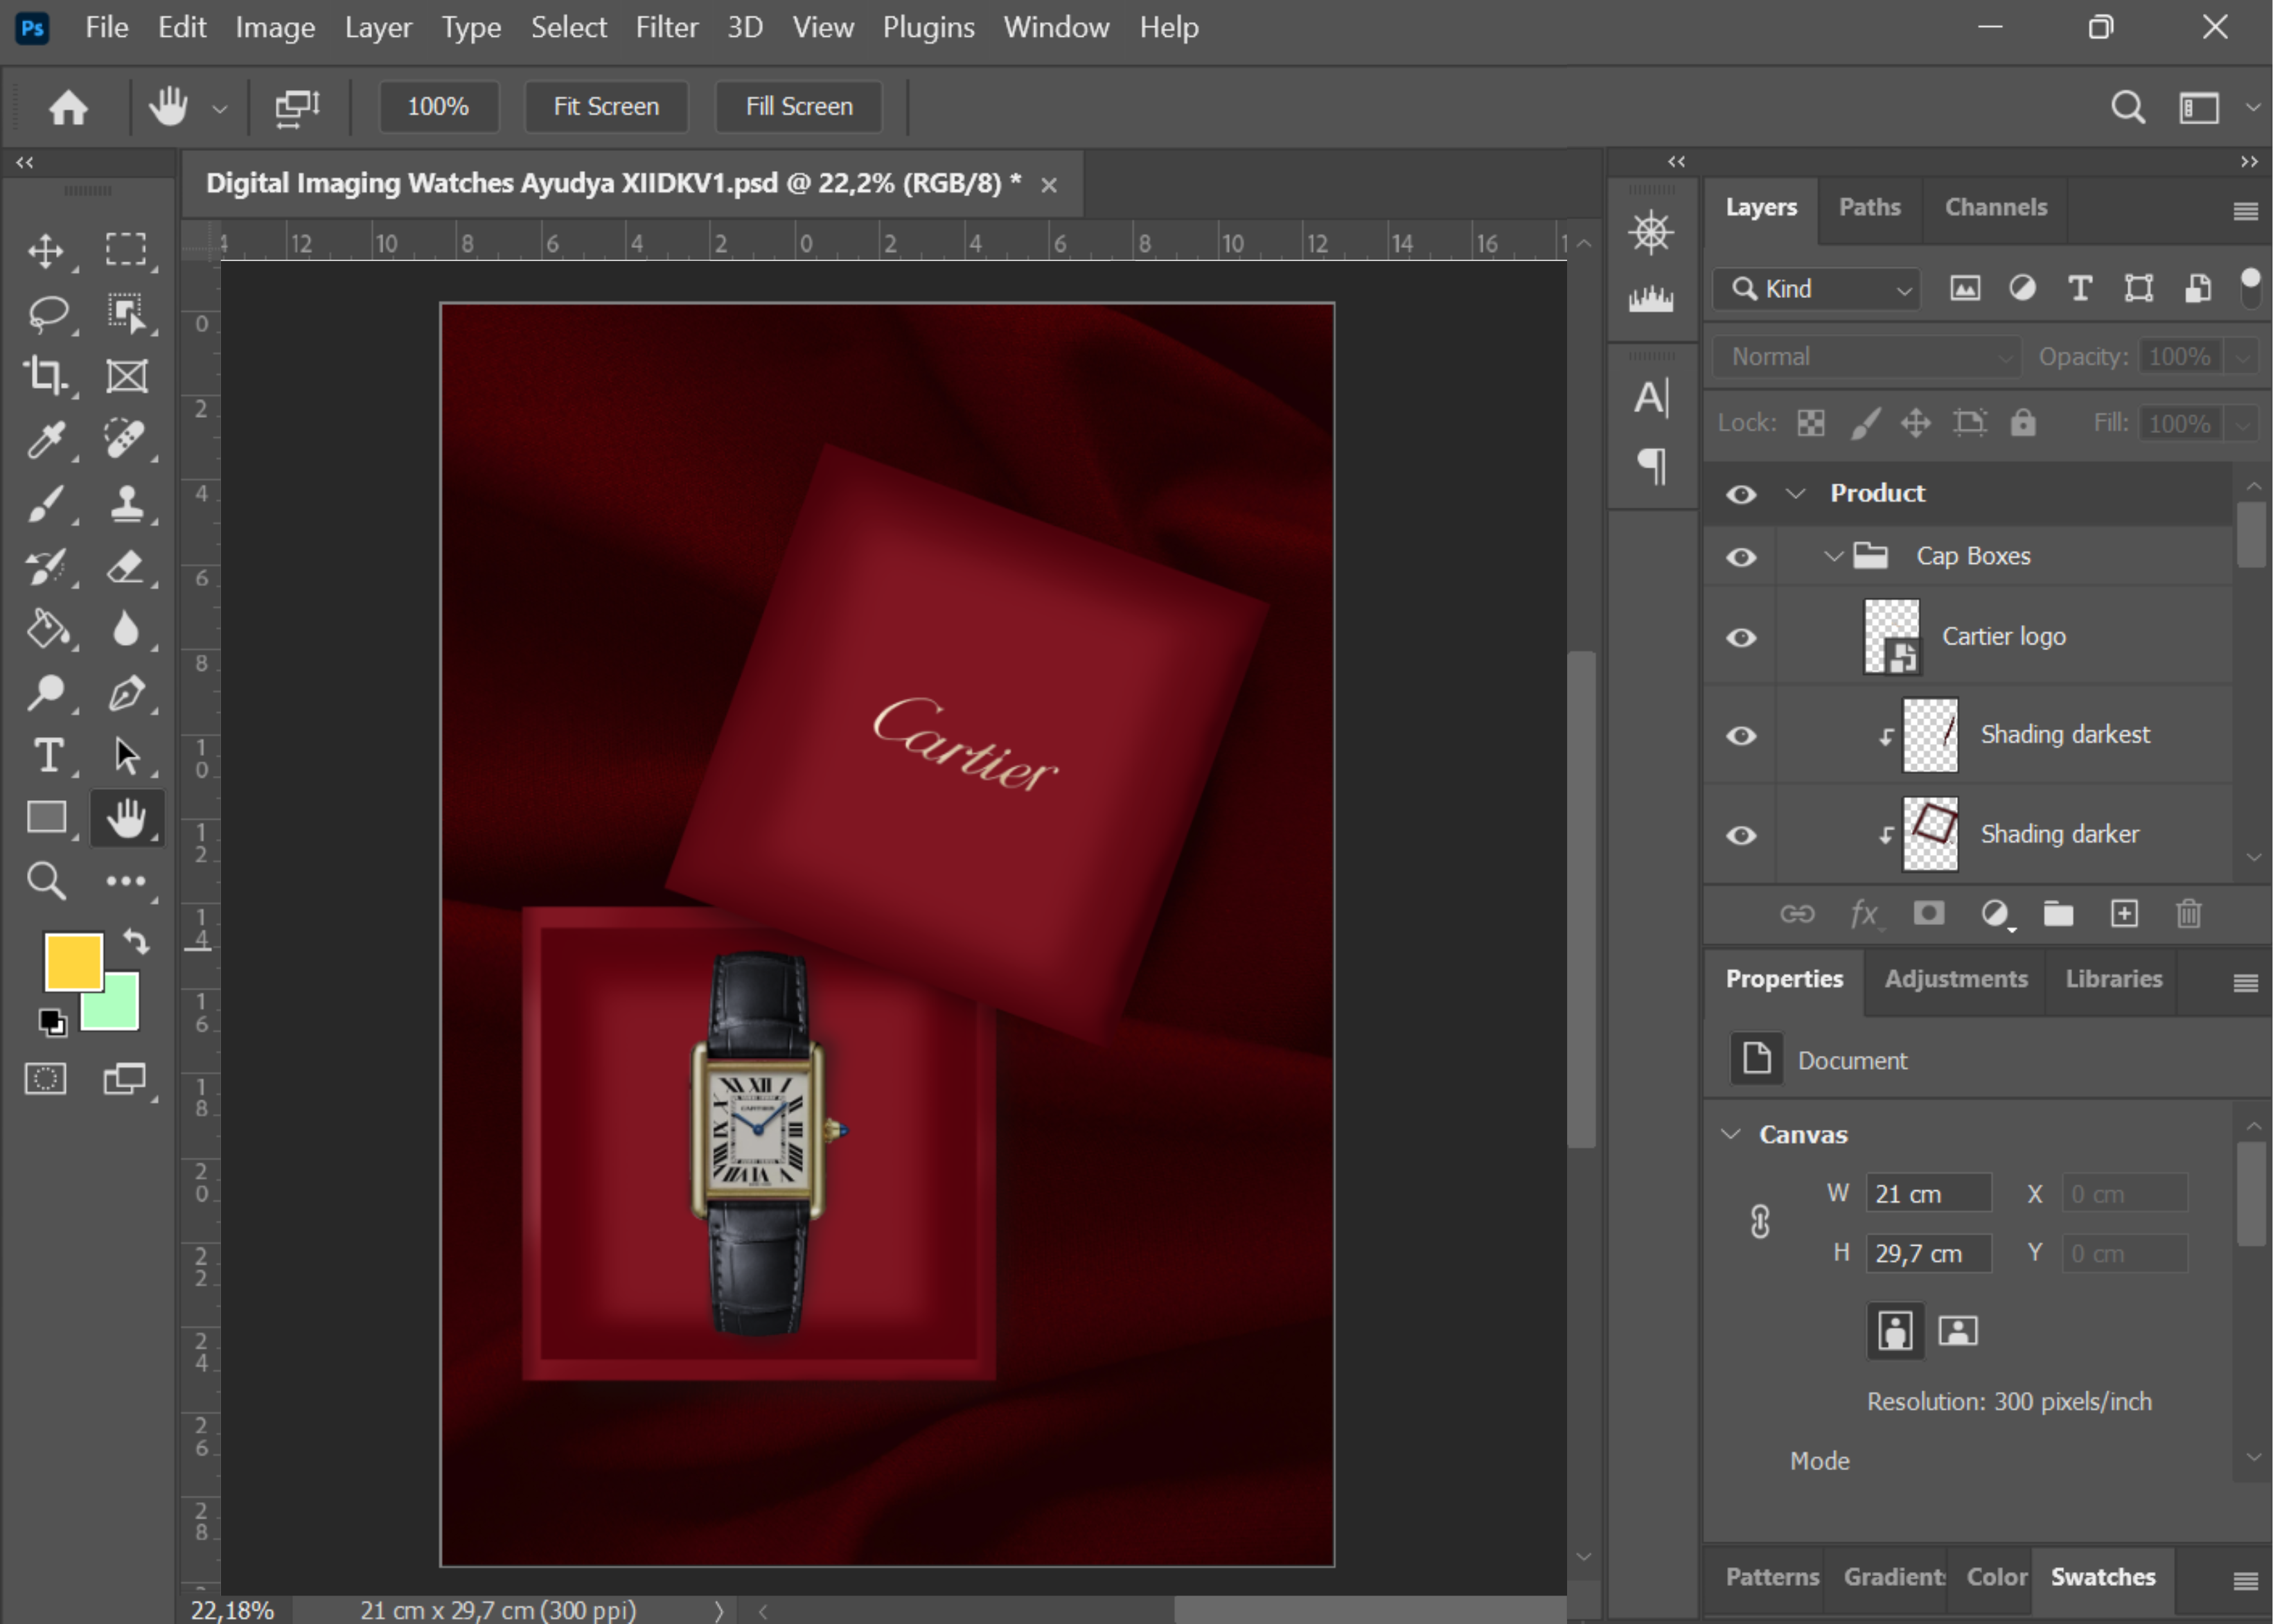 Ps File Edit Image Layer Type Select Filter 3D View Plugins Window Help
100% Fit Screen Fill Screen
Digital Imaging Watches Ayudya XIIDKV1.psd @ 22,2% (RGB/8) * ×
4 12 10 8 6 4 2 0 2 4 6 8 10 12 14 16 1
0
2
4
6
8
10
12
14
16
18
20
22
24
26
28
Cartier
XII
CARTIER
Layers Paths Channels
Kind
Normal Opacity: 100%
Lock: Fill: 100%
Product
Cap Boxes
Cartier logo
Shading darkest
Shading darker
fx
Properties Adjustments Libraries
Document
Canvas
W 21 cm X 0 cm
H 29,7 cm Y 0 cm
Resolution: 300 pixels/inch
Mode
Patterns Gradients Color Swatches
22,18% 21 cm x 29,7 cm (300 ppi)